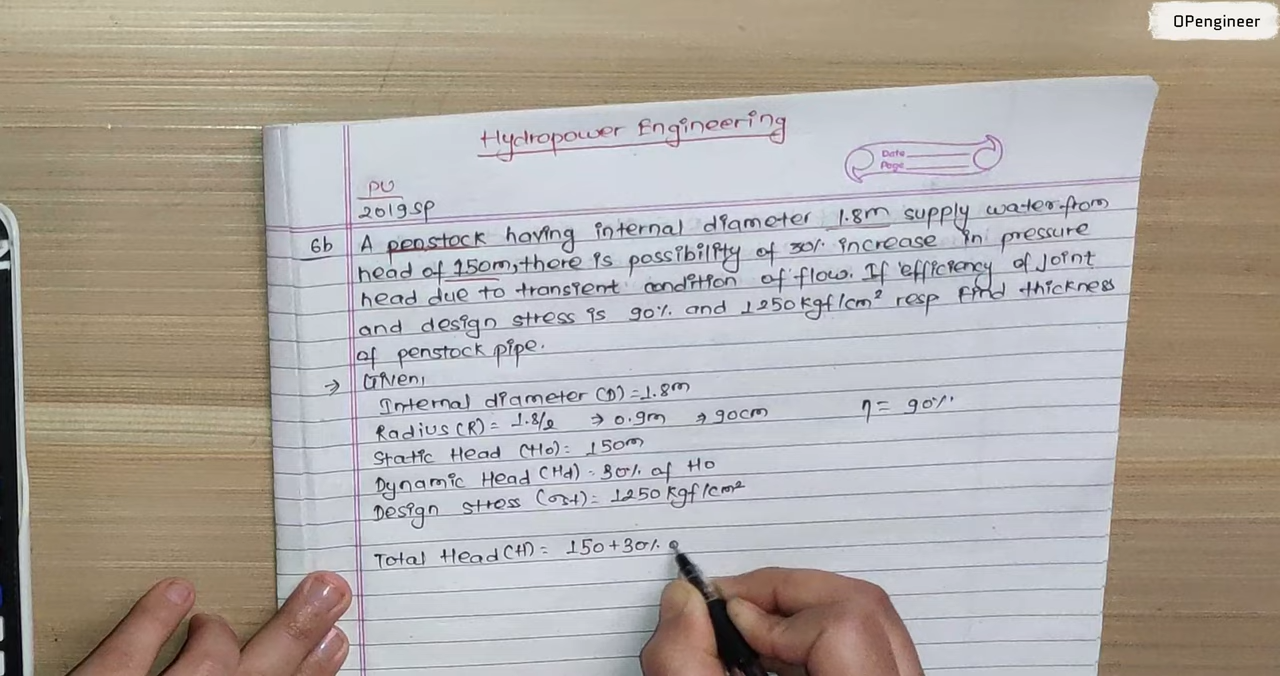 OPengineer
Hydropower Engineering
Date
Page
PU
2019 SP
6b A penstock having internal diameter 1.8m supply water from
head of 150m, there is possibility of 30% increase in pressure
head due to transient condition of flow. If efficiency of joint
and design stress is 90% and 1250 kgf/cm² resp find thickness
of penstock pipe.
→ Given,
Internal diameter (D) = 1.8m
Radius (R) = 1.8/2 → 0.9m → 90cm η = 90%
Static Head (Ho) = 150m
Dynamic Head (Hd) = 30% of Ho
Design stress (σst) = 1250 kgf/cm²
Total Head (H) = 150 + 30%